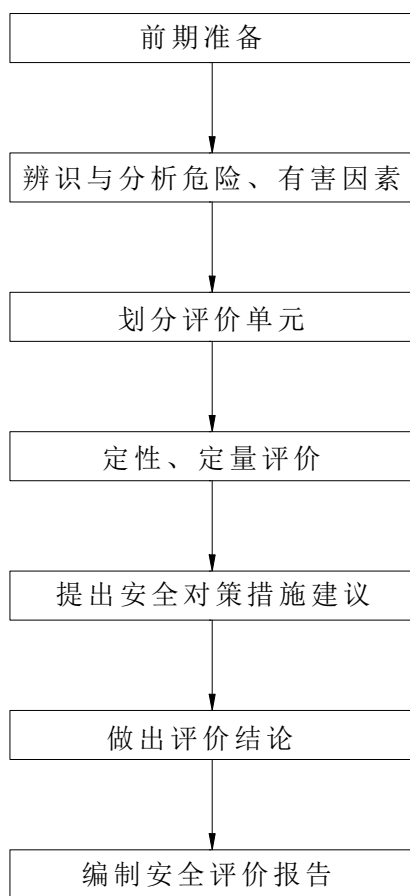 前期准备
辨识与分析危险、有害因素
划分评价单元
定性、定量评价
提出安全对策措施建议
做出评价结论
编制安全评价报告